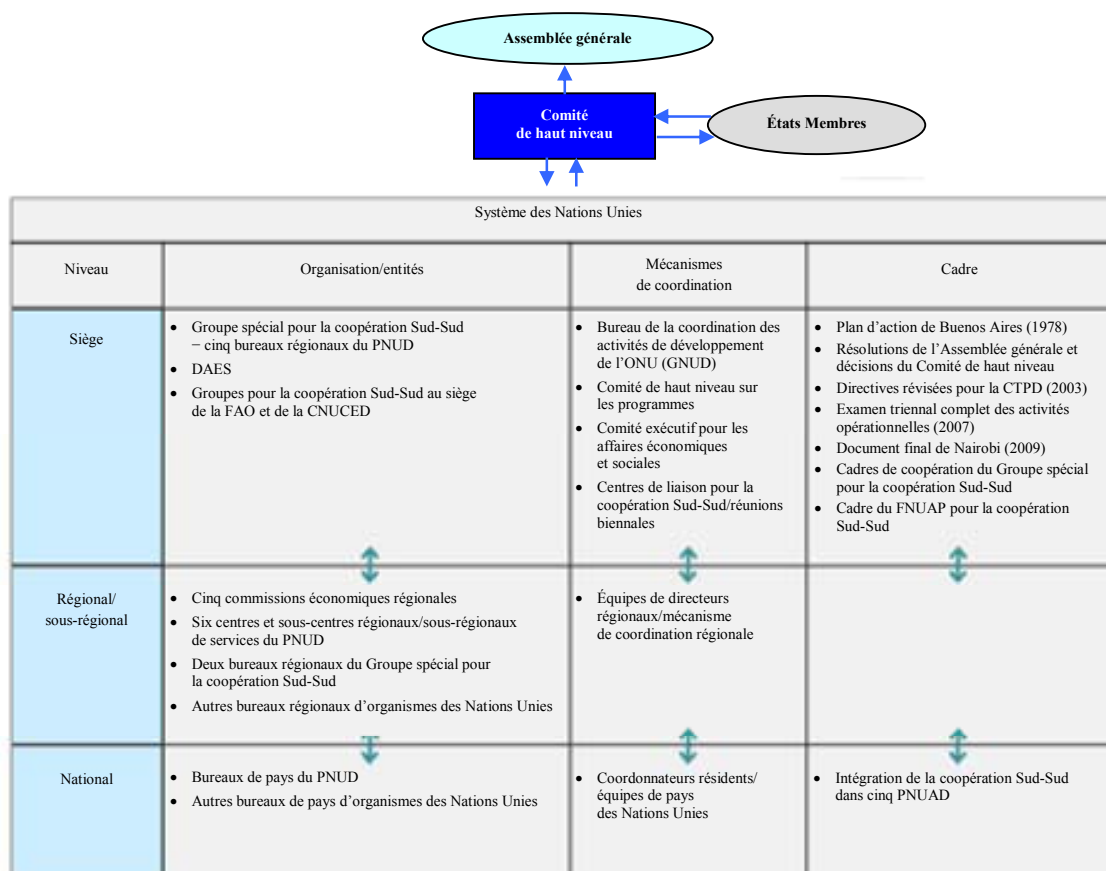 Assemblée générale
Comité
de haut niveau
États Membres
Système des Nations Unies
Niveau
Organisation/entités
Mécanismes
de coordination
Cadre
Siège
• Groupe spécial pour la coopération Sud-Sud
− cinq bureaux régionaux du PNUD
• DAES
• Groupes pour la coopération Sud-Sud au siège
de la FAO et de la CNUCED
• Bureau de la coordination des
activités de développement
de l'ONU (GNUD)
• Comité de haut niveau sur
les programmes
• Comité exécutif pour les
affaires économiques
et sociales
• Centres de liaison pour la
coopération Sud-Sud/réunions
biennales
• Plan d'action de Buenos Aires (1978)
• Résolutions de l'Assemblée générale et
décisions du Comité de haut niveau
• Directives révisées pour la CTPD (2003)
• Examen triennal complet des activités
opérationnelles (2007)
• Document final de Nairobi (2009)
• Cadres de coopération du Groupe spécial
pour la coopération Sud-Sud
• Cadre du FNUAP pour la coopération
Sud-Sud
Régional/
sous-régional
• Cinq commissions économiques régionales
• Six centres et sous-centres régionaux/sous-régionaux
de services du PNUD
• Deux bureaux régionaux du Groupe spécial pour
la coopération Sud-Sud
• Autres bureaux régionaux d'organismes des Nations Unies
• Équipes de directeurs
régionaux/mécanisme
de coordination régionale
National
• Bureaux de pays du PNUD
• Autres bureaux de pays d'organismes des Nations Unies
• Coordonnateurs résidents/
équipes de pays
des Nations Unies
• Intégration de la coopération Sud-Sud
dans cinq PNUAD